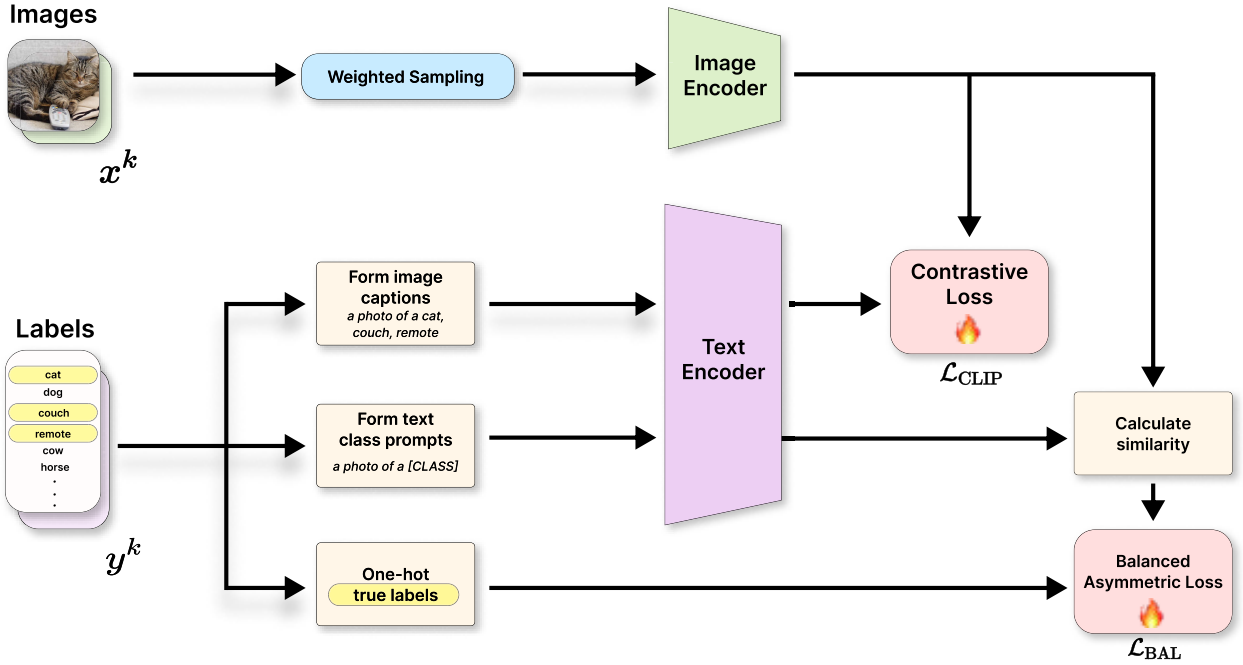 Images
x^k
Weighted Sampling
Image
Encoder
Labels
cat
dog
couch
remote
cow
horse
.
.
.
y^k
Form image
captions
a photo of a cat,
couch, remote
Form text
class prompts
a photo of a [CLASS]
One-hot
true labels
Text
Encoder
Contrastive
Loss
ℒ_CLIP
Calculate
similarity
Balanced
Asymmetric Loss
ℒ_BAL